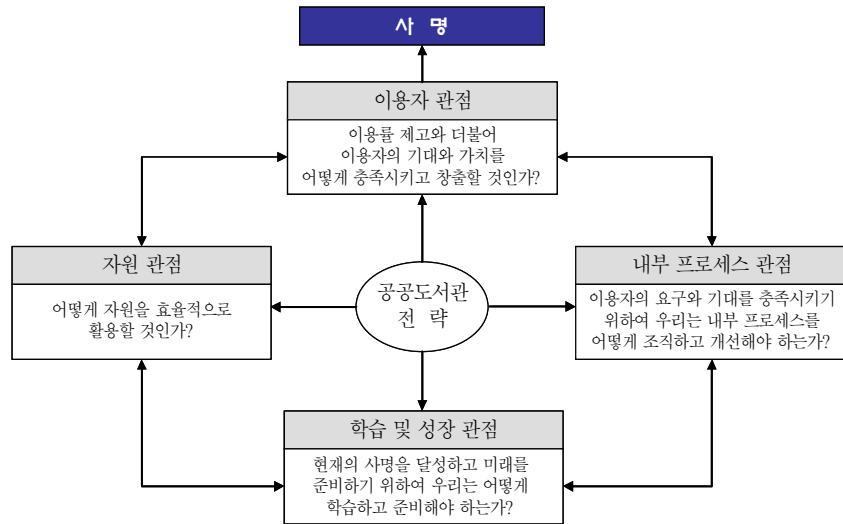 사 명
이용자 관점
이용률 제고와 더불어
이용자의 기대와 가치를
어떻게 충족시키고 창출할 것인가?
자원 관점
어떻게 자원을 효율적으로
활용할 것인가?
공공도서관
전 략
내부 프로세스 관점
이용자의 요구와 기대를 충족시키기
위하여 우리는 내부 프로세스를
어떻게 조직하고 개선해야 하는가?
학습 및 성장 관점
현재의 사명을 달성하고 미래를
준비하기 위하여 우리는 어떻게
학습하고 준비해야 하는가?